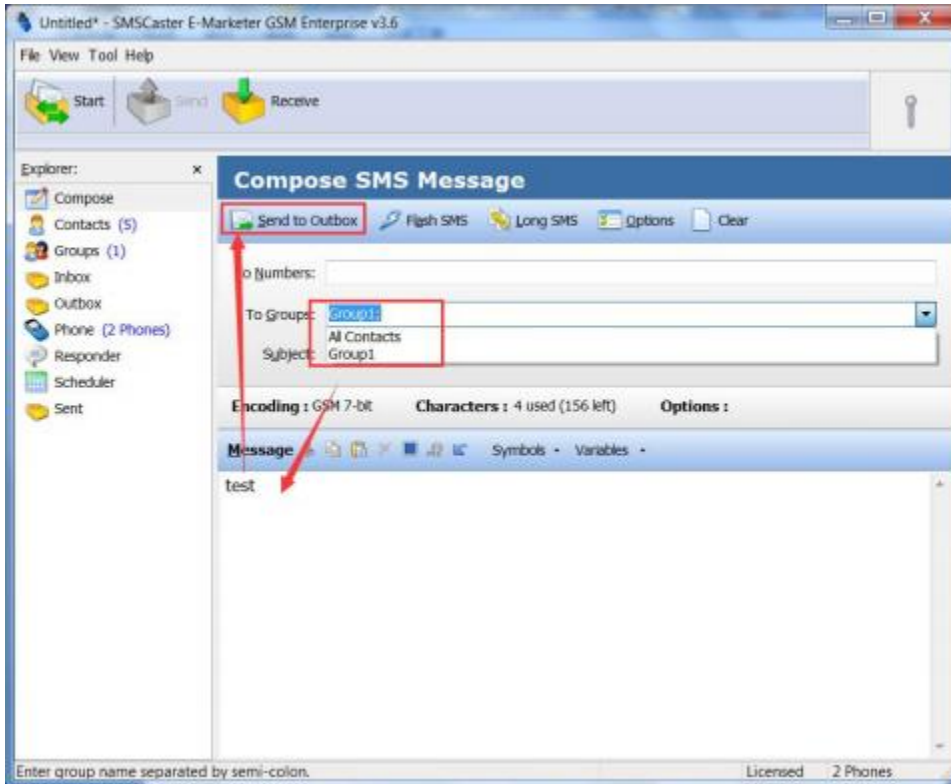 Untitled* - SMSCaster E-Marketer GSM Enterprise v3.6
File View Tool Help
Start Send Receive
Explorer: x
Compose
Contacts (5)
Groups (1)
Inbox
Outbox
Phone (2 Phones)
Responder
Scheduler
Sent
Compose SMS Message
Send to Outbox Flash SMS Long SMS Options Clear
To Numbers:
To Groups: Group1;
All Contacts
Subject: Group1
Encoding : GSM 7-bit Characters : 4 used (156 left) Options :
Message Symbols Variables
test
Enter group name separated by semi-colon. Licensed 2 Phones